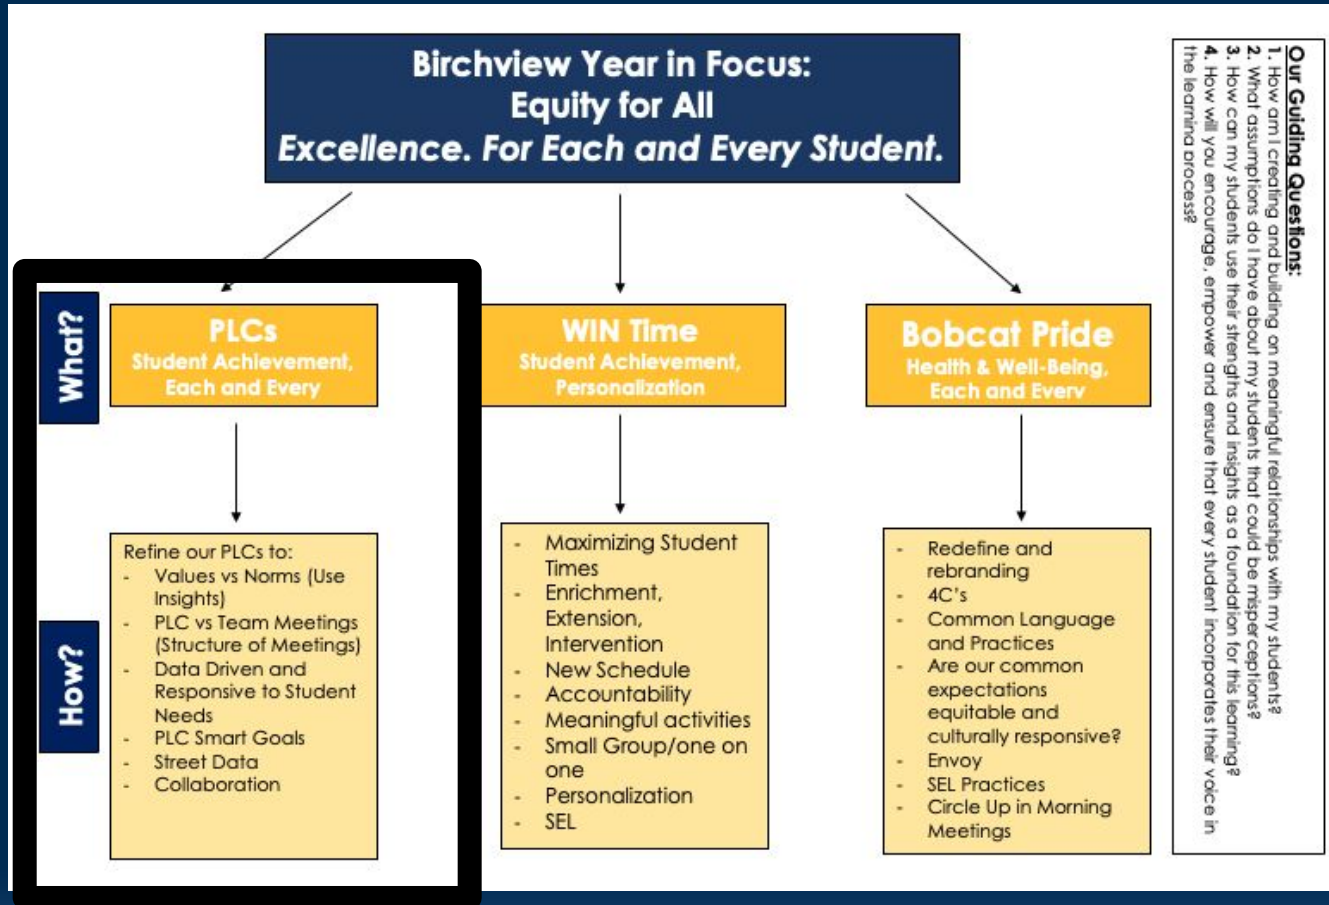 Birchview Year in Focus:
Equity for All
Excellence. For Each and Every Student.
What?
PLCs
Student Achievement,
Each and Every
WIN Time
Student Achievement,
Personalization
Bobcat Pride
Health & Well-Being,
Each and Every
How?
Refine our PLCs to:
- Values vs Norms (Use
Insights)
- PLC vs Team Meetings
(Structure of Meetings)
- Data Driven and
Responsive to Student
Needs
- PLC Smart Goals
- Street Data
- Collaboration
- Maximizing Student
Times
- Enrichment,
Extension,
Intervention
- New Schedule
- Accountability
- Meaningful activities
- Small Group/one on
one
- Personalization
- SEL
- Redefine and
rebranding
- 4C's
- Common Language
and Practices
- Are our common
expectations
equitable and
culturally responsive?
- Envoy
- SEL Practices
- Circle Up in Morning
Meetings
Our Guiding Questions:
1. How am I creating and building on meaningful relationships with my students?
2. What assumptions do I have about my students that could be misperceptions?
3. How can my students use their strengths and insights as a foundation for this learning?
4. How will you encourage, empower and ensure that every student incorporates their voice in
the learning process?